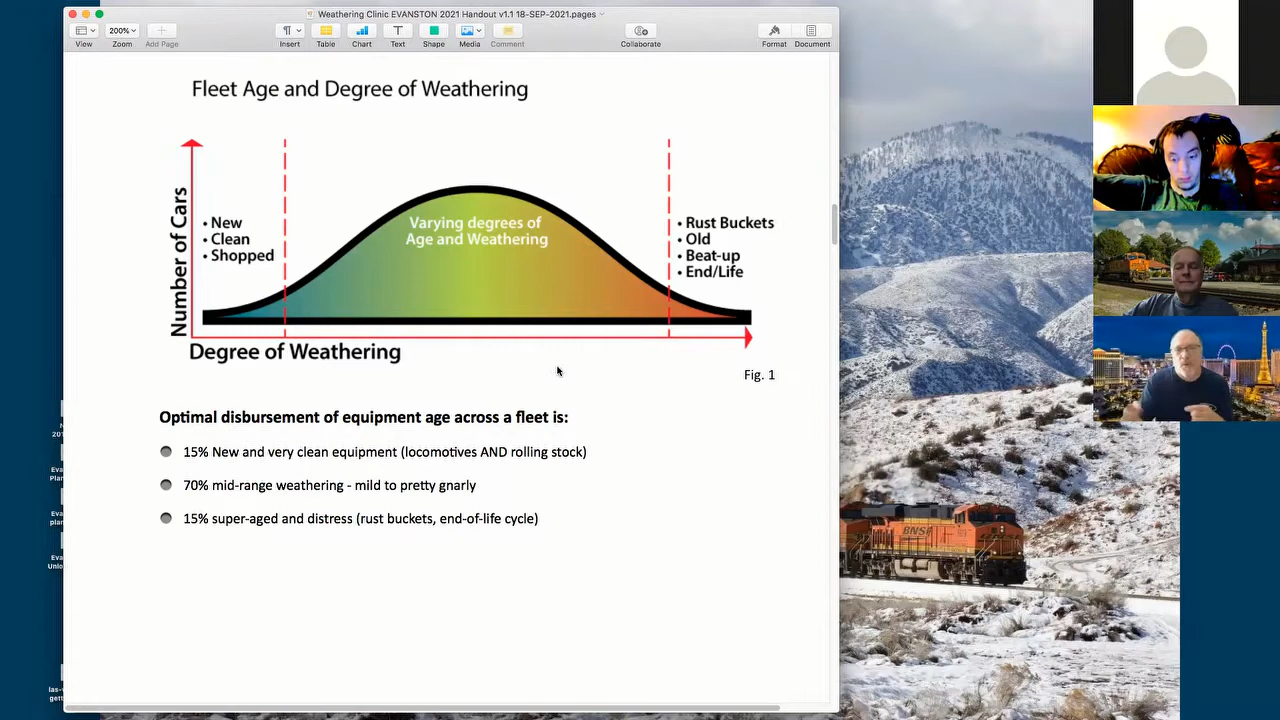 Weathering Clinic EVANSTON 2021 Handout v1.1 18-SEP-2021.pages
200%
View
Zoom
Add Page
Insert
Table
Chart
Text
Shape
Media
Comment
Collaborate
Format
Document
Fleet Age and Degree of Weathering
Number of Cars
• New
• Clean
• Shopped
Varying degrees of
Age and Weathering
• Rust Buckets
• Old
• Beat-up
• End/Life
Degree of Weathering
Fig. 1
Optimal disbursement of equipment age across a fleet is:
15% New and very clean equipment (locomotives AND rolling stock)
70% mid-range weathering - mild to pretty gnarly
15% super-aged and distress (rust buckets, end-of-life cycle)
BNSF